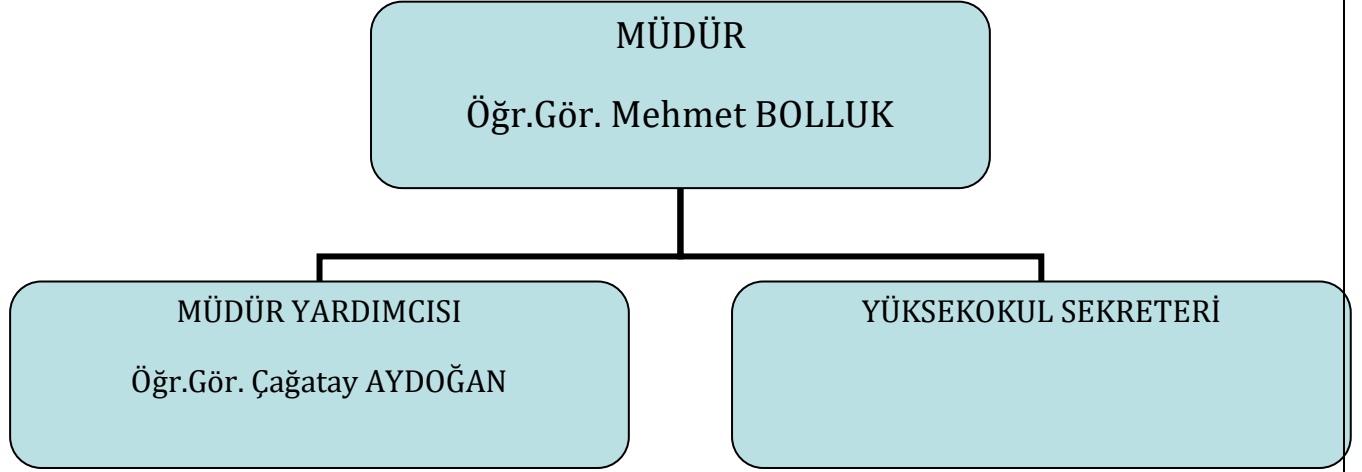 MÜDÜR
Öğr.Gör. Mehmet BOLLUK
MÜDÜR YARDIMCISI
Öğr.Gör. Çağatay AYDOĞAN
YÜKSEKOKUL SEKRETERİ